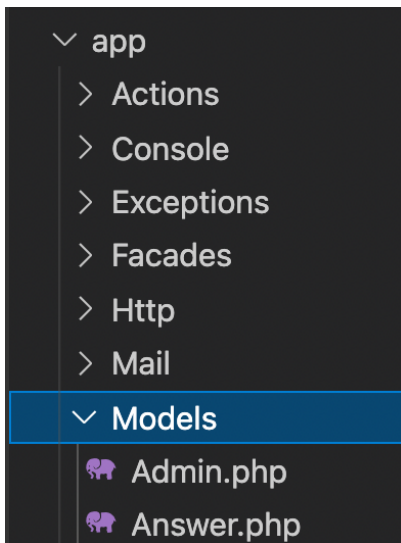 app
Actions
Console
Exceptions
Facades
Http
Mail
Models
Admin.php
Answer.php